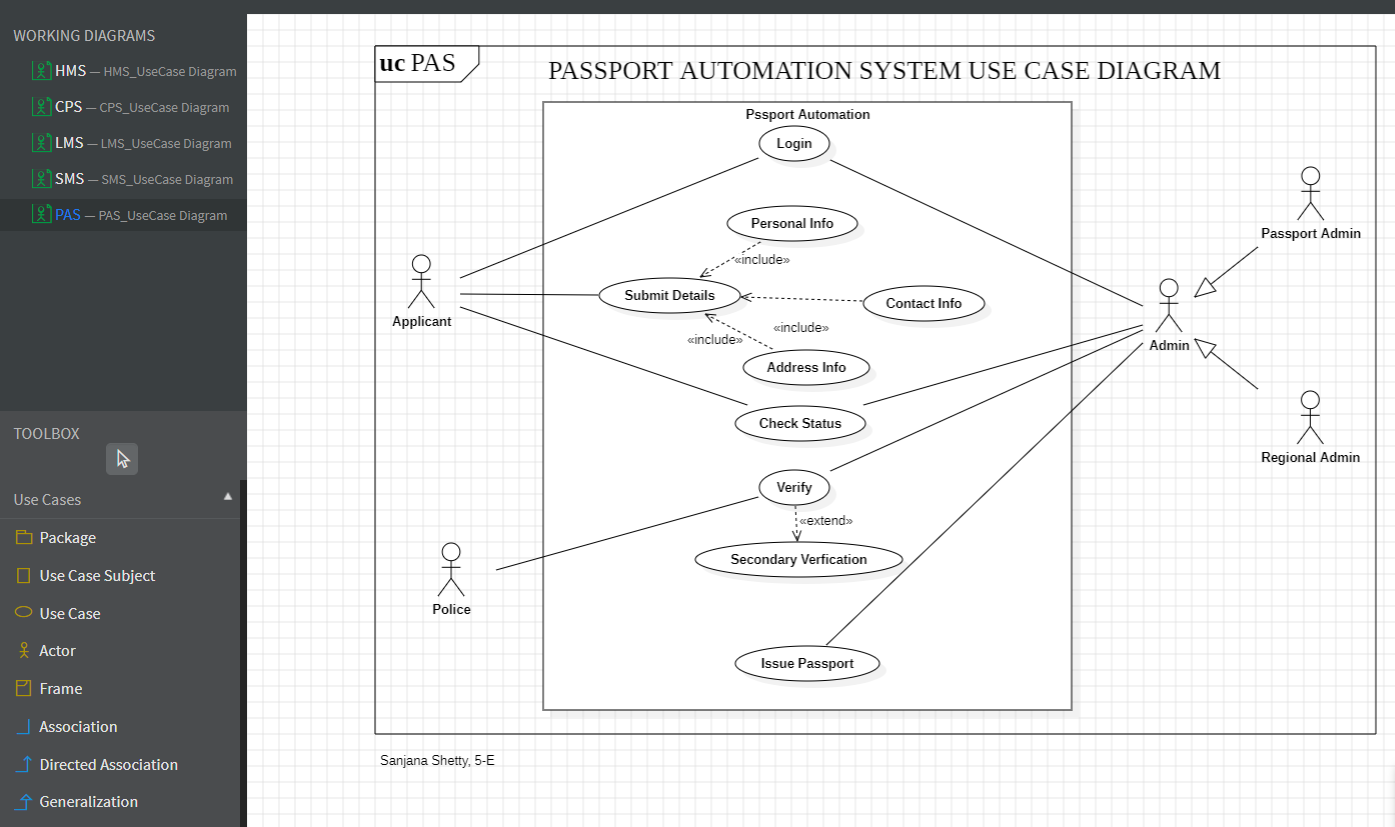 WORKING DIAGRAMS
HMS — HMS_UseCase Diagram
CPS — CPS_UseCase Diagram
LMS — LMS_UseCase Diagram
SMS — SMS_UseCase Diagram
PAS — PAS_UseCase Diagram
TOOLBOX
Use Cases
Package
Use Case Subject
Use Case
Actor
Frame
Association
Directed Association
Generalization
uc PAS
PASSPORT AUTOMATION SYSTEM USE CASE DIAGRAM
Pssport Automation
Login
Personal Info
«include»
Submit Details
Contact Info
«include»
«include»
Address Info
Check Status
Verify
«extend»
Secondary Verfication
Issue Passport
Applicant
Police
Passport Admin
Admin
Regional Admin
Sanjana Shetty, 5-E